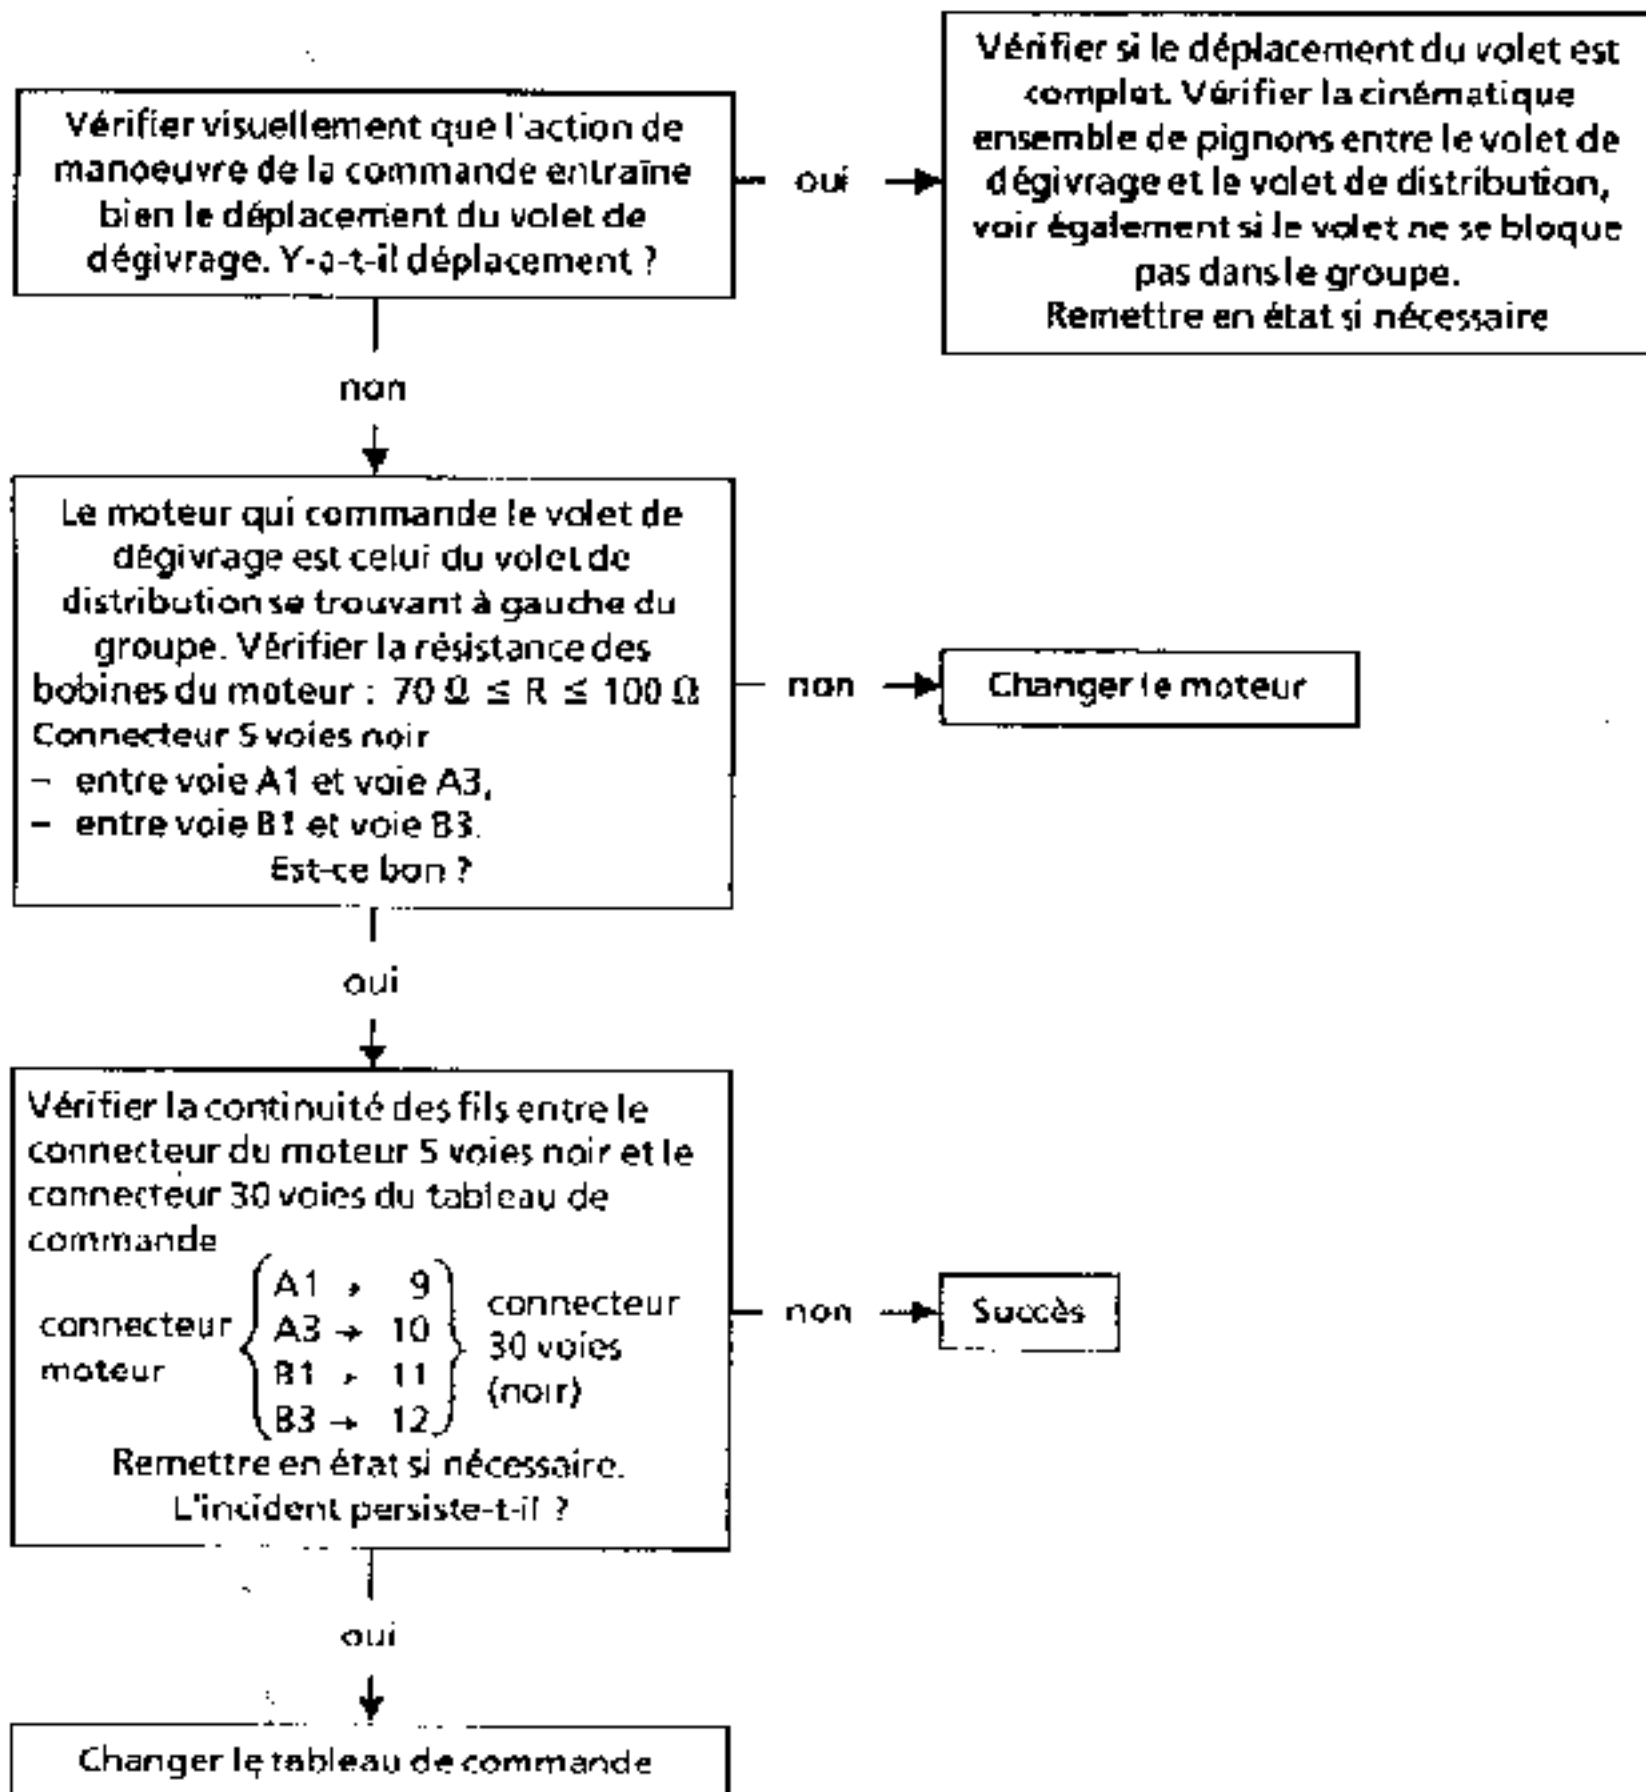 Vérifier visuellement que l'action de
manoeuvre de la commande entraîne
bien le déplacement du volet de
dégivrage. Y-a-t-il déplacement ?
oui
Vérifier si le déplacement du volet est
complet. Vérifier la cinématique
ensemble de pignons entre le volet de
dégivrage et le volet de distribution,
voir également si le volet ne se bloque
pas dans le groupe.
Remettre en état si nécessaire
non
Le moteur qui commande le volet de
dégivrage est celui du volet de
distribution se trouvant à gauche du
groupe. Vérifier la résistance des
bobines du moteur : 70 Ω ≤ R ≤ 100 Ω
Connecteur 5 voies noir
– entre voie A1 et voie A3,
– entre voie B1 et voie B3.
Est-ce bon ?
non
Changer le moteur
oui
Vérifier la continuité des fils entre le
connecteur du moteur 5 voies noir et le
connecteur 30 voies du tableau de
commande
connecteur
moteur
A1 → 9
A3 → 10
B1 → 11
B3 → 12
connecteur
30 voies
(noir)
Remettre en état si nécessaire.
L'incident persiste-t-il ?
non
Succès
oui
Changer le tableau de commande